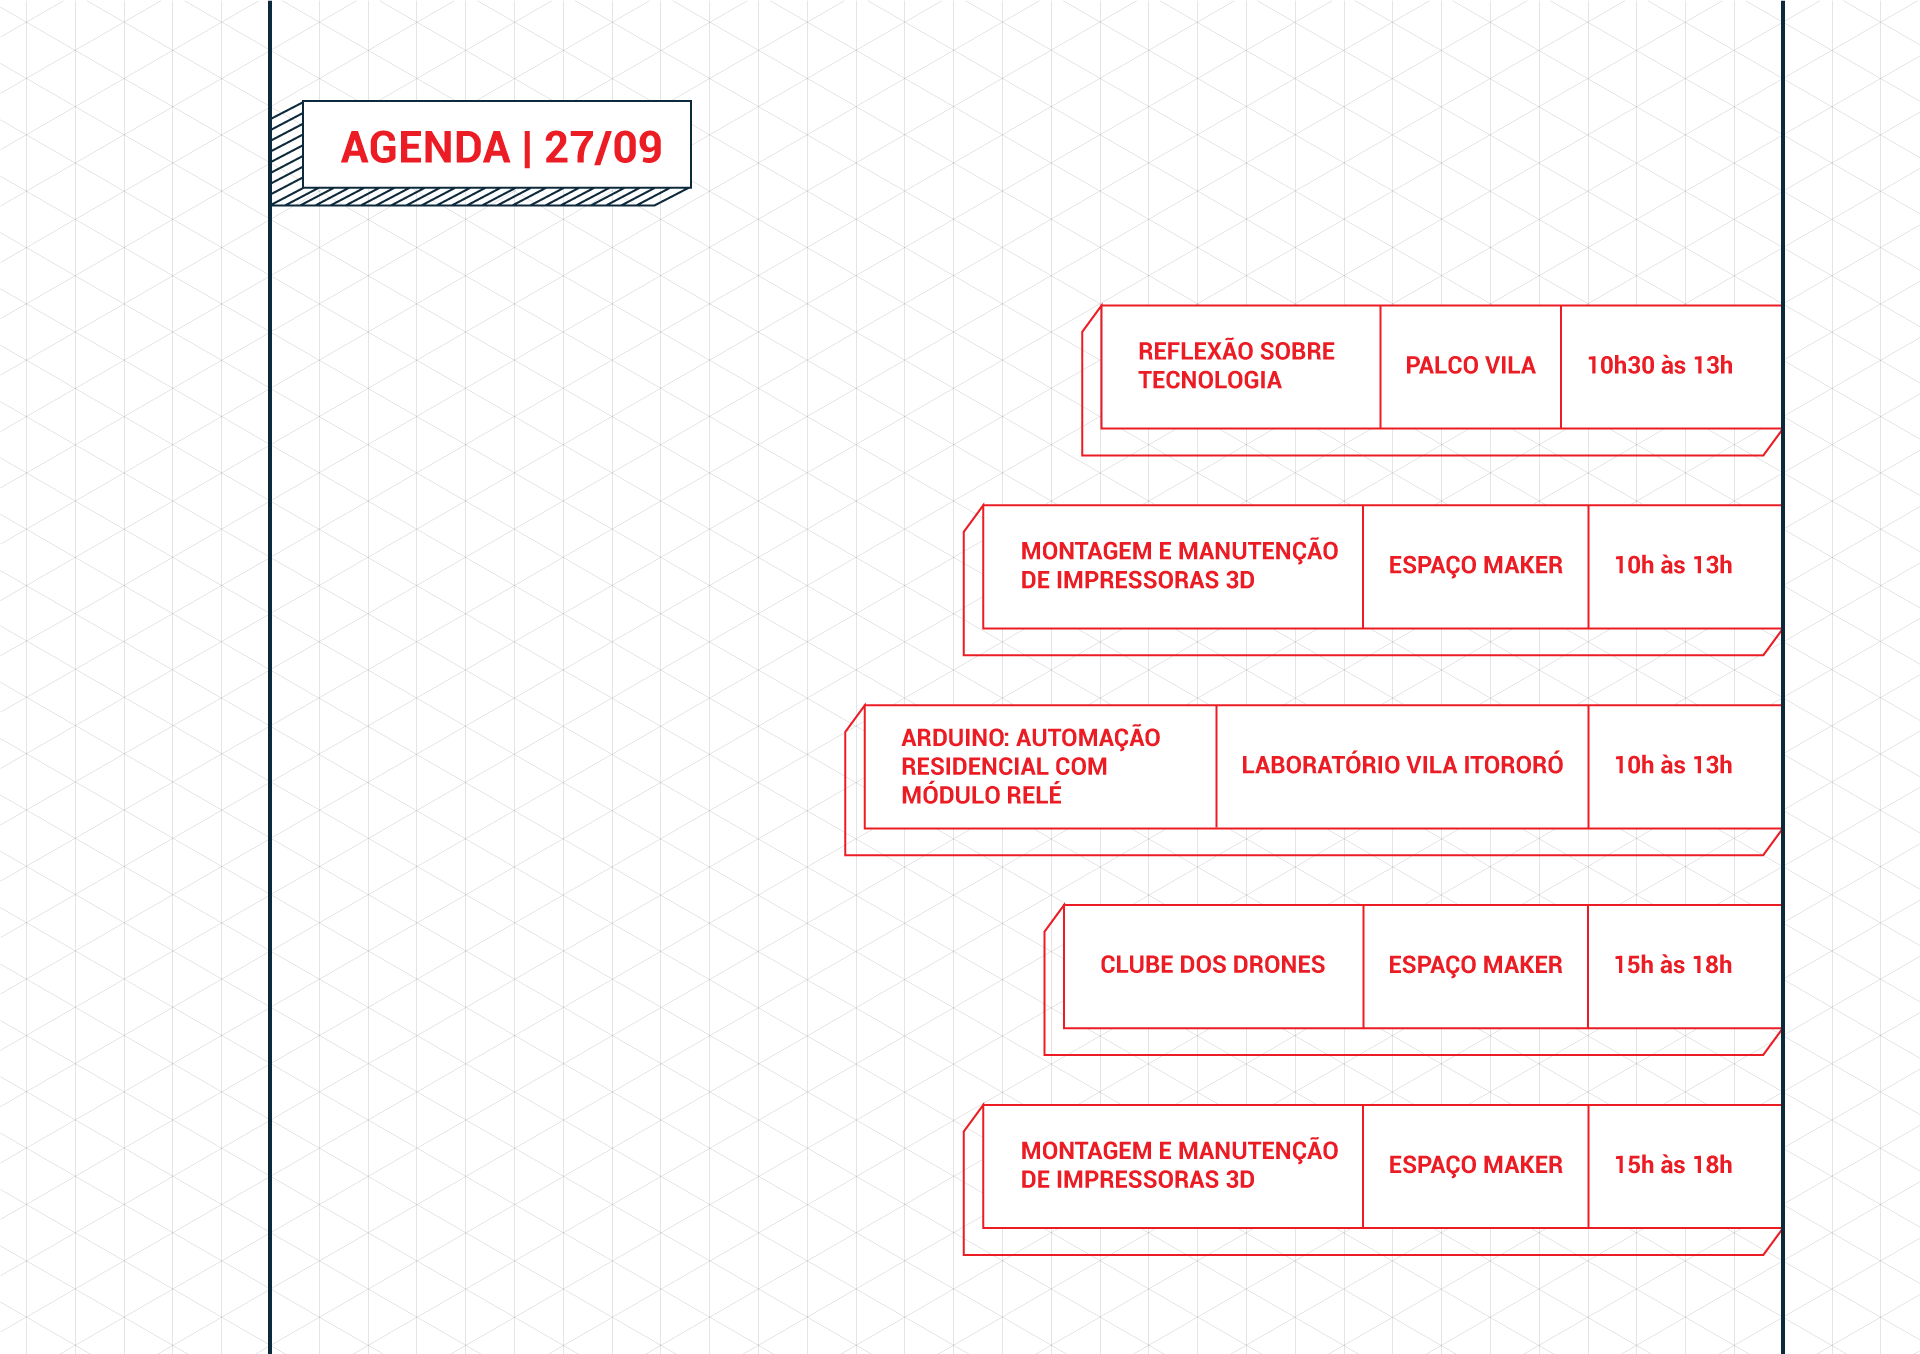 AGENDA | 27/09
REFLEXÃO SOBRE
TECNOLOGIA
PALCO VILA
10h30 às 13h
MONTAGEM E MANUTENÇÃO
DE IMPRESSORAS 3D
ESPAÇO MAKER
10h às 13h
ARDUINO: AUTOMAÇÃO
RESIDENCIAL COM
MÓDULO RELÉ
LABORATÓRIO VILA ITORORÓ
10h às 13h
CLUBE DOS DRONES
ESPAÇO MAKER
15h às 18h
MONTAGEM E MANUTENÇÃO
DE IMPRESSORAS 3D
ESPAÇO MAKER
15h às 18h